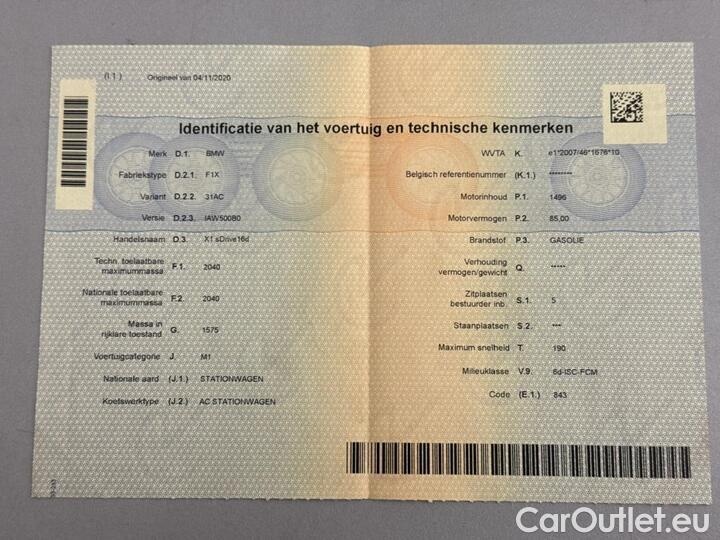 (I.1.) Origineel van 04/11/2020
Identificatie van het voertuig en technische kenmerken
Merk D.1. BMW
Fabriekstype D.2.1. F1X
Variant D.2.2. 31AC
Versie D.2.3. IAW500B0
Handelsnaam D.3. X1 sDrive16d
Techn. toelaatbare
maximummassa F.1. 2040
Nationale toelaatbare
maximummassa F.2. 2040
Massa in
rijklare toestand G. 1575
Voertuigcategorie J. M1
Nationale aard (J.1.) STATIONWAGEN
Koetswerktype (J.2.) AC STATIONWAGEN
WVTA K. e1*2007/46*1676*10
Belgisch referentienummer (K.1.) ********
Motorinhoud P.1. 1496
Motorvermogen P.2. 85,00
Brandstof P.3. GASOLIE
Verhouding
vermogen/gewicht Q. *****
Zitplaatsen
bestuurder inb. S.1. 5
Staanplaatsen S.2. ***
Maximum snelheid T. 190
Milieuklasse V.9. 6d-ISC-FCM
Code (E.1.) 843
CarOutlet.eu